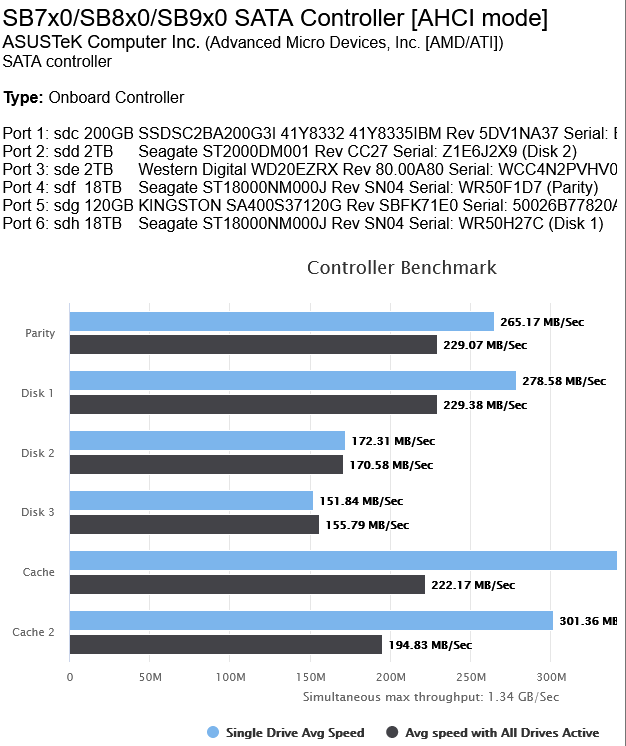 SB7x0/SB8x0/SB9x0 SATA Controller [AHCI mode]
ASUSTeK Computer Inc. (Advanced Micro Devices, Inc. [AMD/ATI])
SATA controller
Type: Onboard Controller
Port 1: sdc 200GB SSDSC2BA200G3I 41Y8332 41Y8335IBM Rev 5DV1NA37 Serial:
Port 2: sdd 2TB Seagate ST2000DM001 Rev CC27 Serial: Z1E6J2X9 (Disk 2)
Port 3: sde 2TB Western Digital WD20EZRX Rev 80.00A80 Serial: WCC4N2PVHV0
Port 4: sdf 18TB Seagate ST18000NM000J Rev SN04 Serial: WR50F1D7 (Parity)
Port 5: sdg 120GB KINGSTON SA400S37120G Rev SBFK71E0 Serial: 50026B77820
Port 6: sdh 18TB Seagate ST18000NM000J Rev SN04 Serial: WR50H27C (Disk 1)
Controller Benchmark
Parity
265.17 MB/Sec
229.07 MB/Sec
Disk 1
278.58 MB/Sec
229.38 MB/Sec
Disk 2
172.31 MB/Sec
170.58 MB/Sec
Disk 3
151.84 MB/Sec
155.79 MB/Sec
Cache
222.17 MB/Sec
Cache 2
301.36 MB
194.83 MB/Sec
0 50M 100M 150M 200M 250M 300M
Simultaneous max throughput: 1.34 GB/Sec
Single Drive Avg Speed Avg speed with All Drives Active